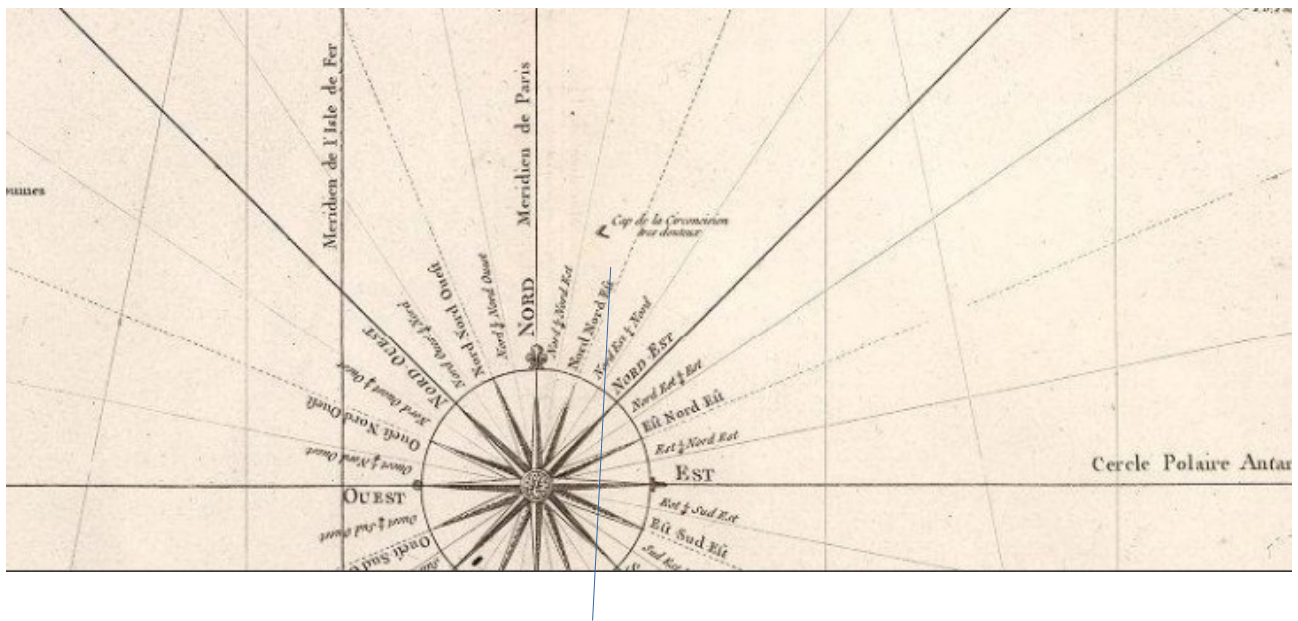 Meridien de l'Isle de Fer
Meridien de Paris
Cap de la Circoncision
tres douteux
NORD
Nord ¼ Nord Ouest
Nord Nord Ouest
Nord Ouest ¼ Nord
NORD OUEST
Nord Ouest ¼ Ouest
Ouest Nord Ouest
Ouest ¼ Nord Ouest
OUEST
Ouest ¼ Sud Ouest
Ouest Sud
Nord ¼ Nord Est
Nord Nord Est
Nord Est ¼ Nord
NORD EST
Nord Est ¼ Est
Est Nord Est
Est ¼ Nord Est
EST
Est ¼ Sud Est
Est Sud Est
Sud Est
Cercle Polaire Antar